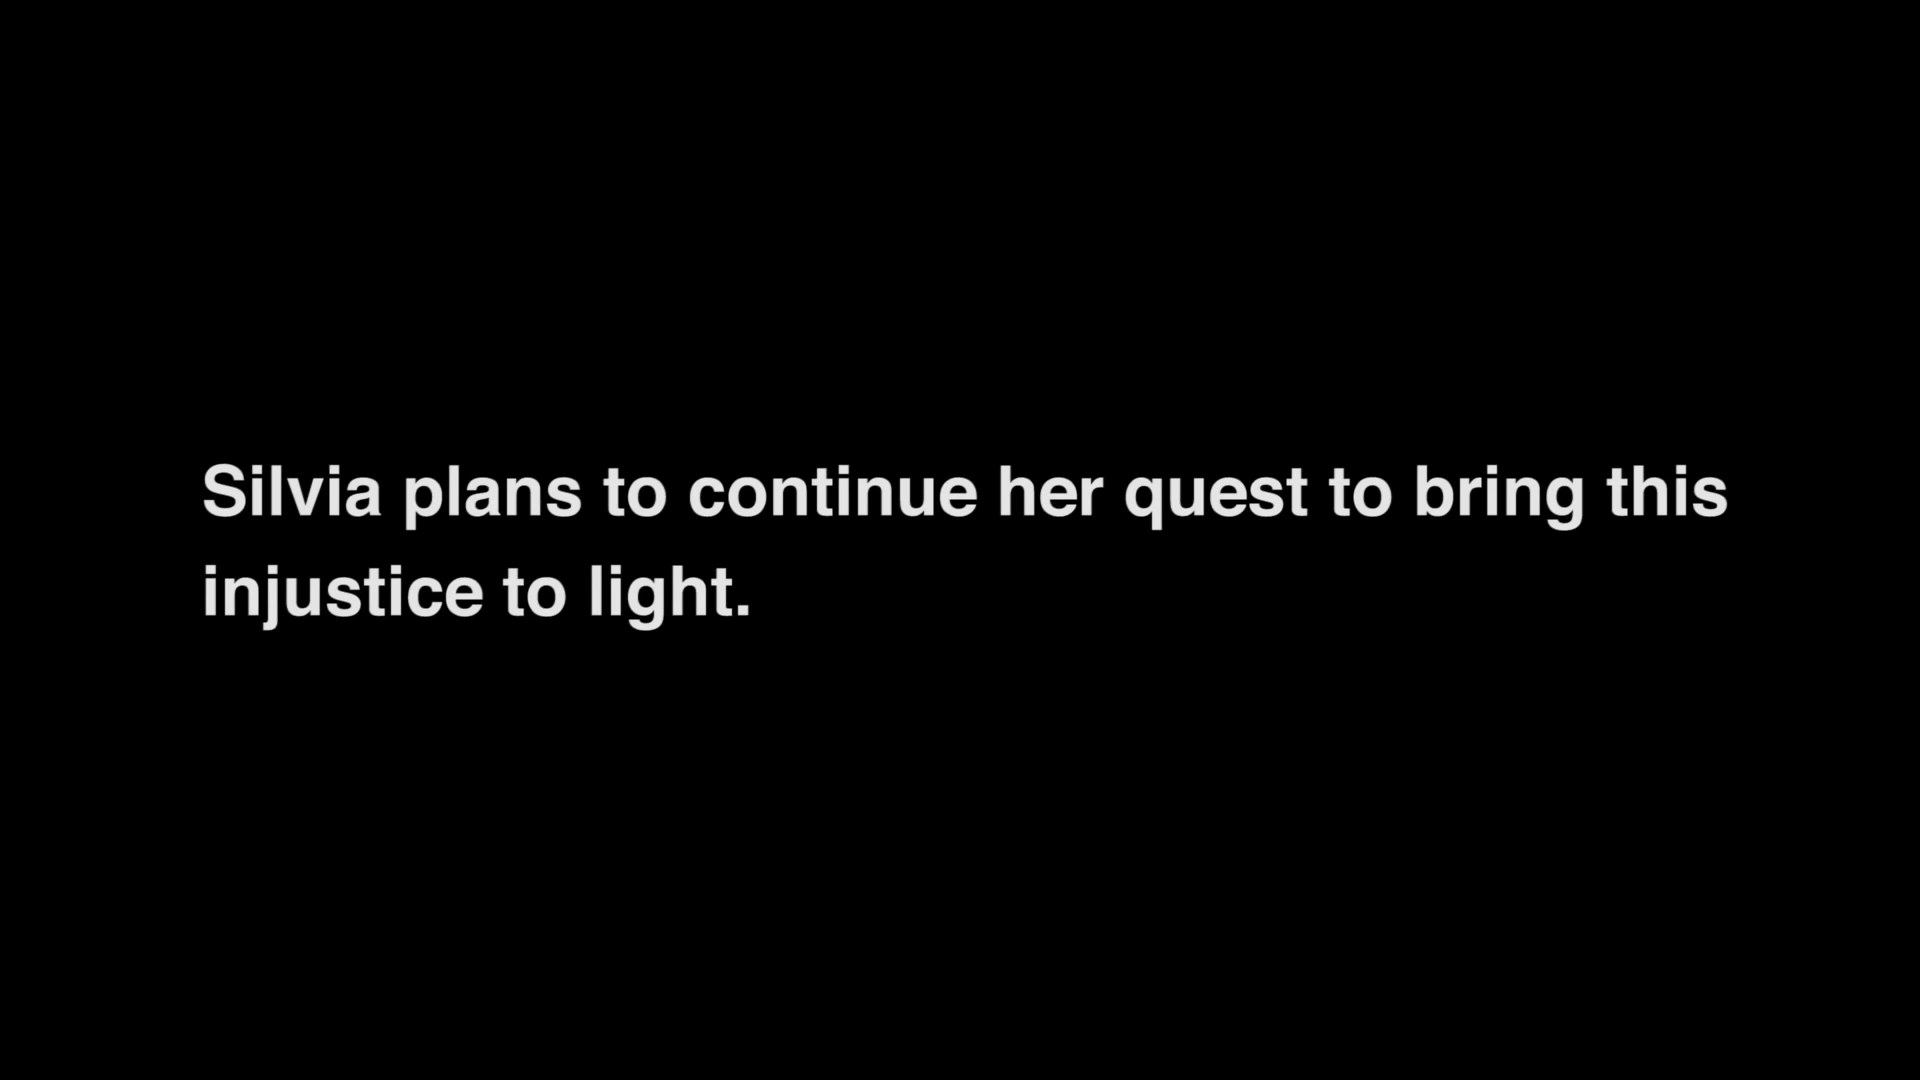 Silvia plans to continue her quest to bring this
injustice to light.